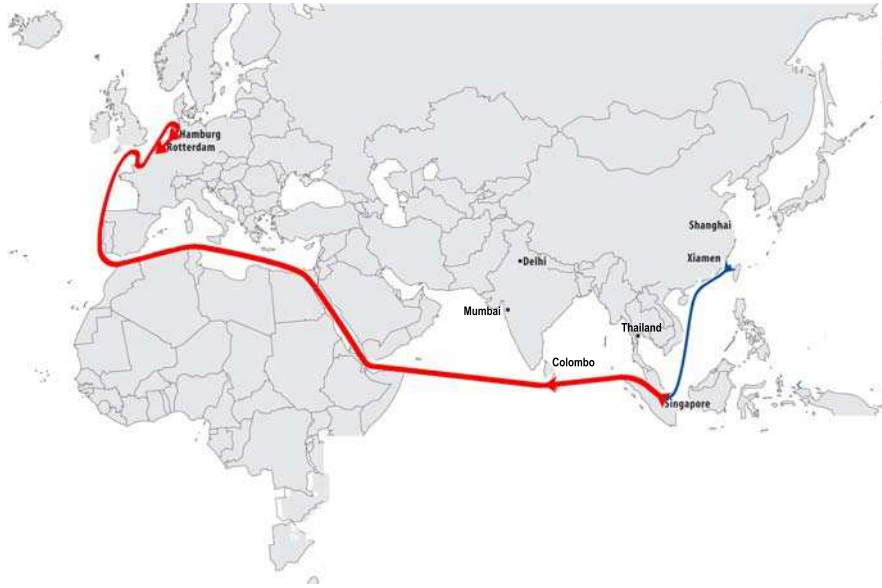 Hamburg
Rotterdam
Shanghai
Xiamen
Delhi
Mumbai
Thailand
Colombo
Singapore